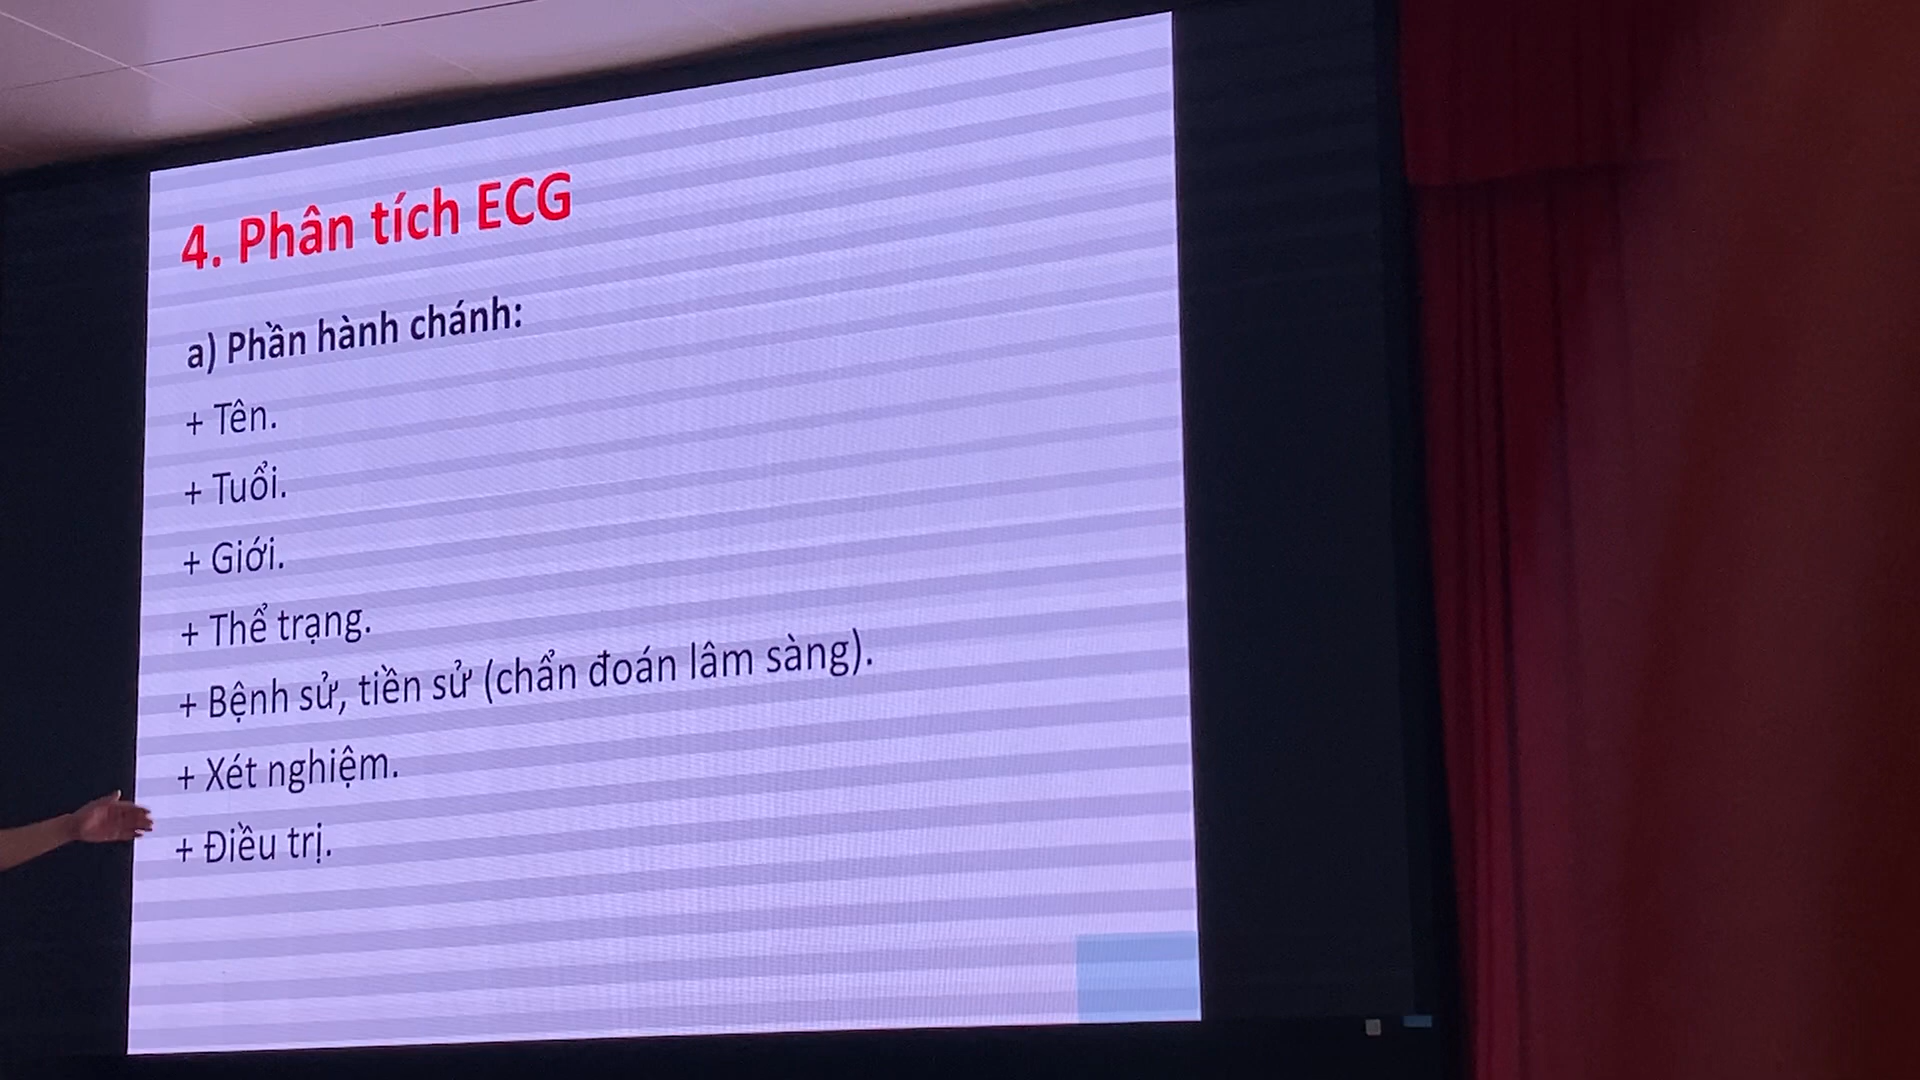 4. Phân tích ECG
a) Phần hành chánh:
+ Tên.
+ Tuổi.
+ Giới.
+ Thể trạng.
+ Bệnh sử, tiền sử (chẩn đoán lâm sàng).
+ Xét nghiệm.
+ Điều trị.